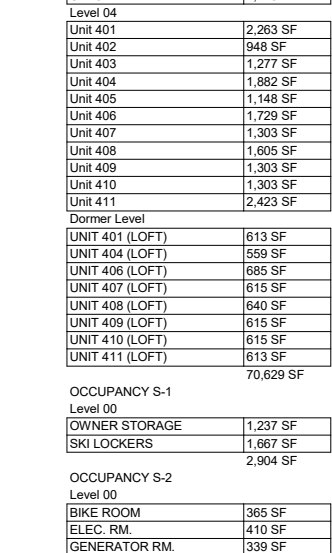 Level 04
Unit 401 2,263 SF
Unit 402 948 SF
Unit 403 1,277 SF
Unit 404 1,882 SF
Unit 405 1,148 SF
Unit 406 1,729 SF
Unit 407 1,303 SF
Unit 408 1,605 SF
Unit 409 1,303 SF
Unit 410 1,303 SF
Unit 411 2,423 SF
Dormer Level
UNIT 401 (LOFT) 613 SF
UNIT 404 (LOFT) 559 SF
UNIT 406 (LOFT) 685 SF
UNIT 407 (LOFT) 615 SF
UNIT 408 (LOFT) 640 SF
UNIT 409 (LOFT) 615 SF
UNIT 410 (LOFT) 615 SF
UNIT 411 (LOFT) 613 SF
70,629 SF
OCCUPANCY S-1
Level 00
OWNER STORAGE 1,237 SF
SKI LOCKERS 1,667 SF
2,904 SF
OCCUPANCY S-2
Level 00
BIKE ROOM 365 SF
ELEC. RM. 410 SF
GENERATOR RM. 339 SF